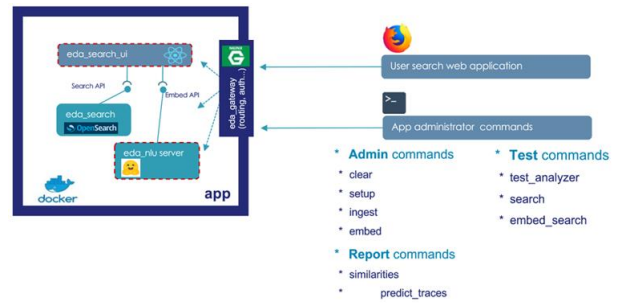 eda_search_ui
Search API
Embed API
eda_search
OpenSearch
eda_nlu server
docker
app
NGINX
G
eda_gateway
(routing, auth...)
User search web application
>_
App administrator commands
* Admin commands
* clear
* setup
* ingest
* embed
* Report commands
* similarities
* predict_traces
* Test commands
* test_analyzer
* search
* embed_search